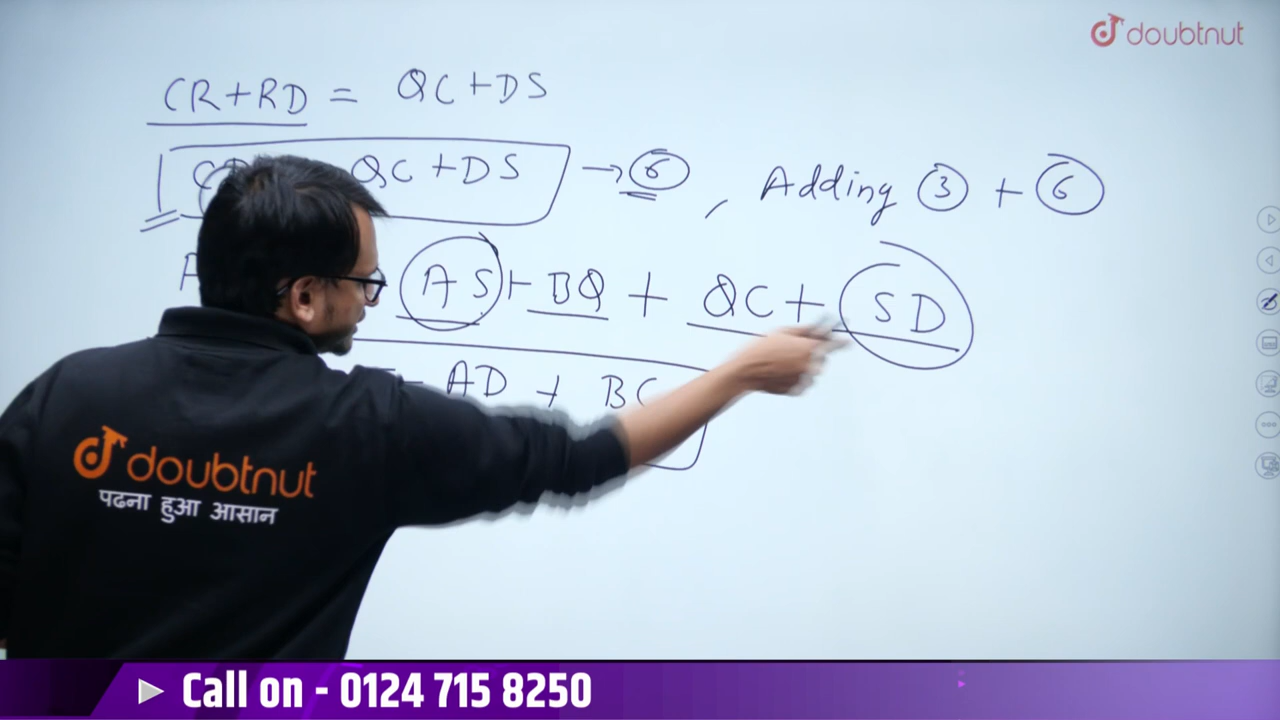 doubtnut
CR+RD = QC+DS
QC+DS → 6 , Adding 3 + 6
AS + BQ + QC + SD
AD + BC
doubtnut
पढना हुआ आसान
Call on - 0124 715 8250